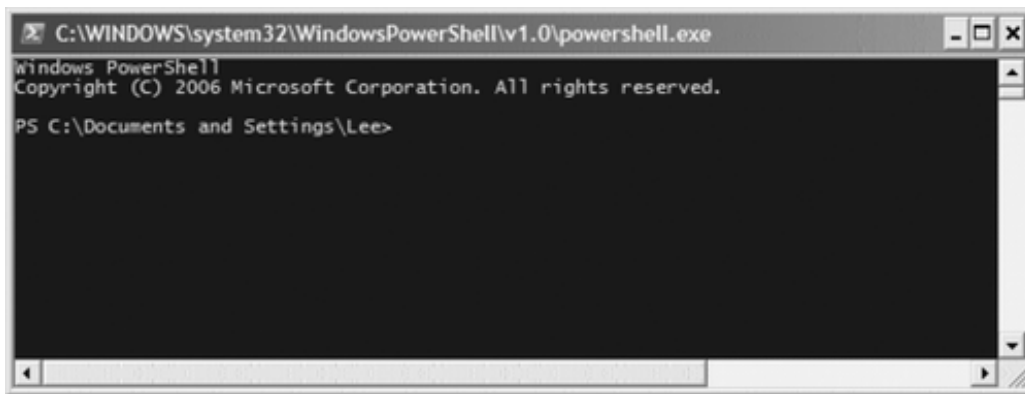 C:\WINDOWS\system32\WindowsPowerShell\v1.0\powershell.exe
Windows PowerShell
Copyright (C) 2006 Microsoft Corporation. All rights reserved.
PS C:\Documents and Settings\Lee>